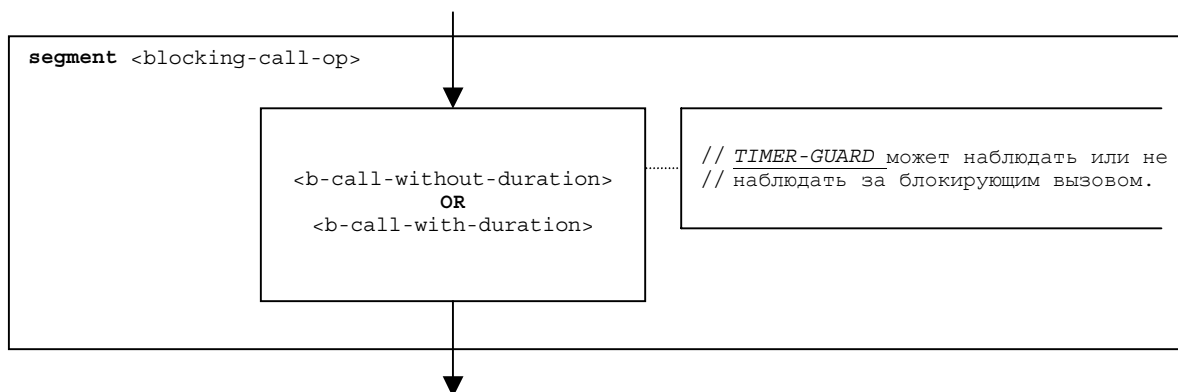 segment <blocking-call-op>
<b-call-without-duration>
OR
<b-call-with-duration>
// TIMER-GUARD может наблюдать или не
// наблюдать за блокирующим вызовом.